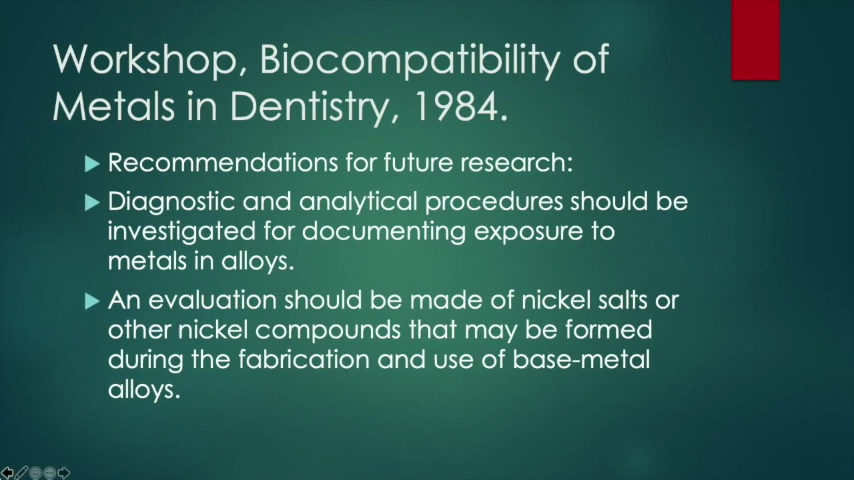 Workshop, Biocompatibility of
Metals in Dentistry, 1984.
Recommendations for future research:
Diagnostic and analytical procedures should be
investigated for documenting exposure to
metals in alloys.
An evaluation should be made of nickel salts or
other nickel compounds that may be formed
during the fabrication and use of base-metal
alloys.